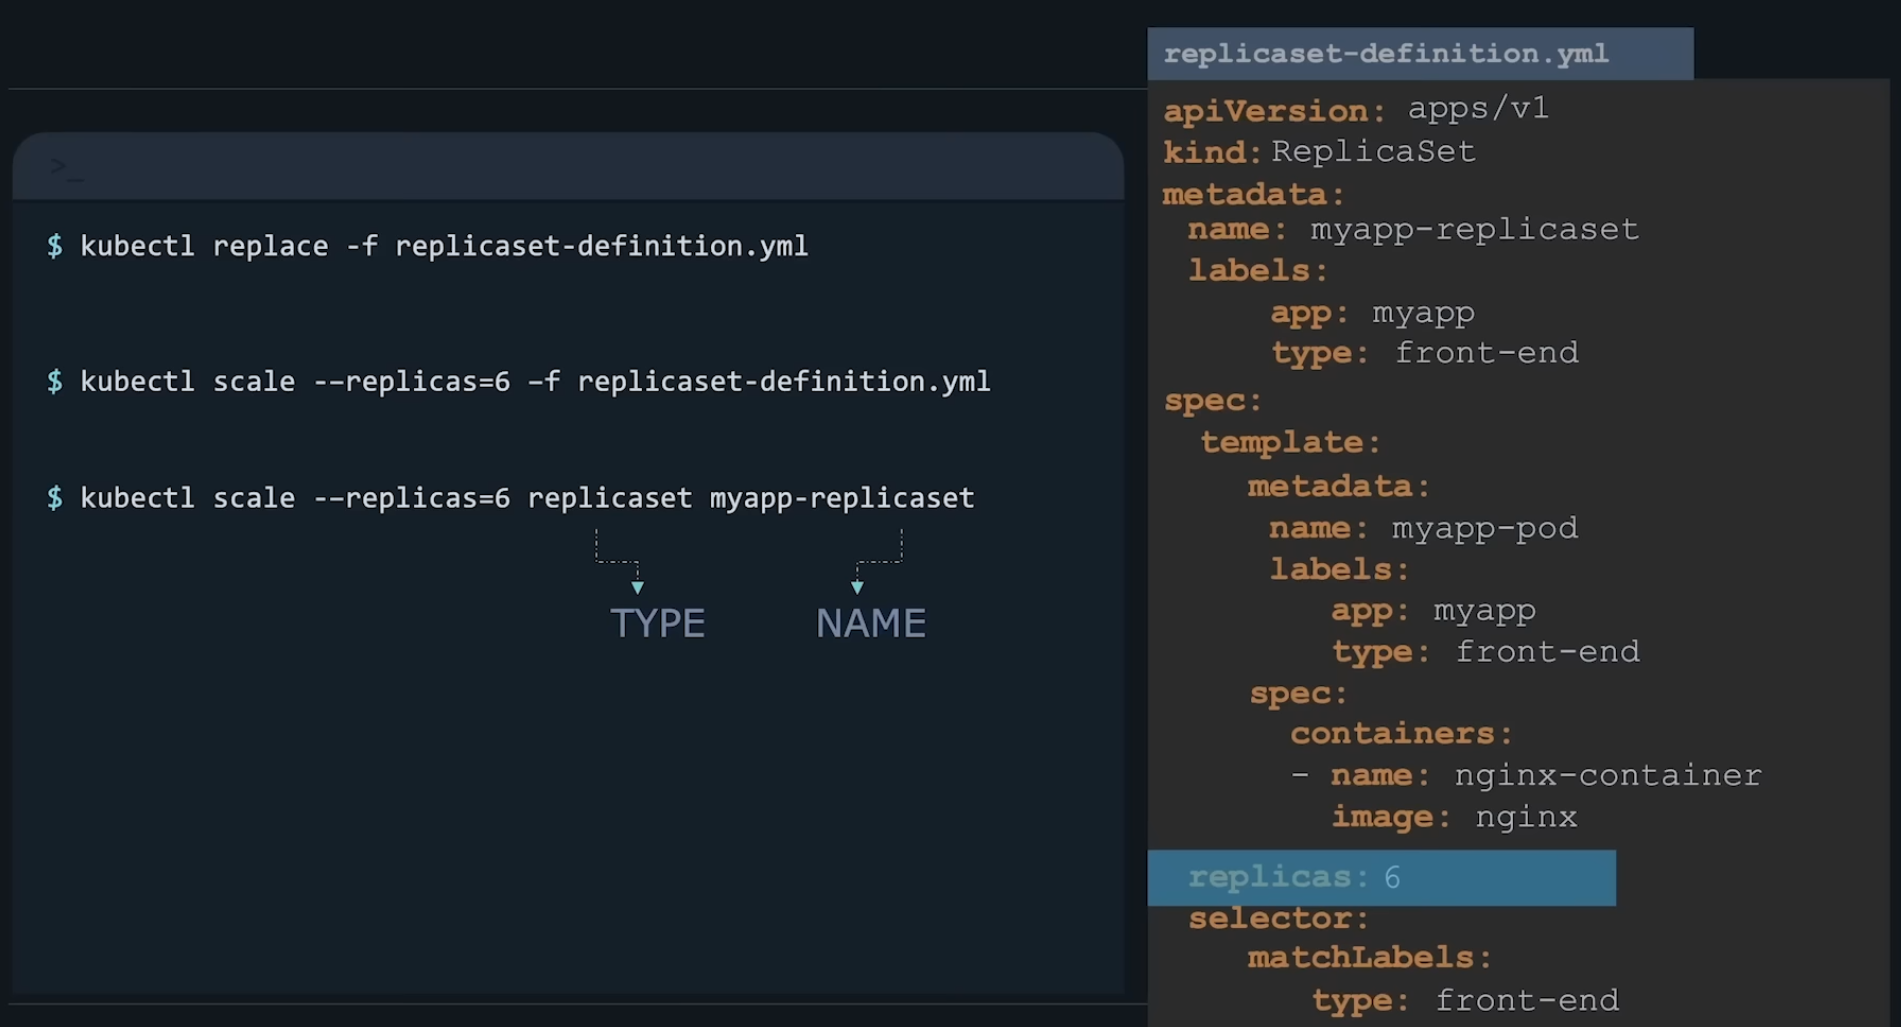 >_
$ kubectl replace -f replicaset-definition.yml
$ kubectl scale --replicas=6 –f replicaset-definition.yml
$ kubectl scale --replicas=6 replicaset myapp-replicaset
TYPE NAME
replicaset-definition.yml
apiVersion: apps/v1
kind: ReplicaSet
metadata:
name: myapp-replicaset
labels:
app: myapp
type: front-end
spec:
template:
metadata:
name: myapp-pod
labels:
app: myapp
type: front-end
spec:
containers:
- name: nginx-container
image: nginx
replicas: 6
selector:
matchLabels:
type: front-end